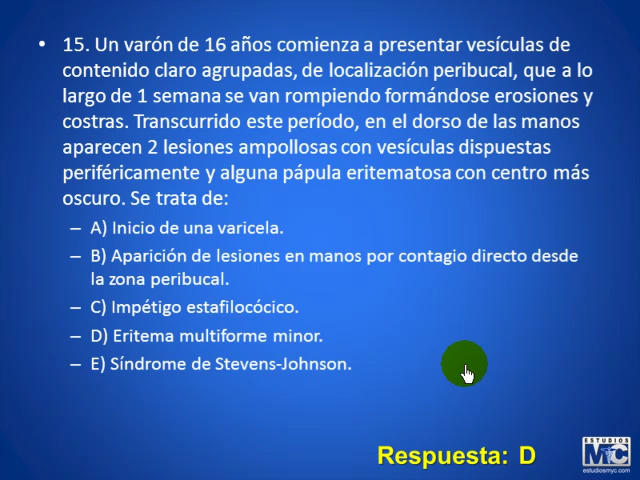 • 15. Un varón de 16 años comienza a presentar vesículas de
contenido claro agrupadas, de localización peribucal, que a lo
largo de 1 semana se van rompiendo formándose erosiones y
costras. Transcurrido este período, en el dorso de las manos
aparecen 2 lesiones ampollosas con vesículas dispuestas
periféricamente y alguna pápula eritematosa con centro más
oscuro. Se trata de:
– A) Inicio de una varicela.
– B) Aparición de lesiones en manos por contagio directo desde
la zona peribucal.
– C) Impétigo estafilocócico.
– D) Eritema multiforme minor.
– E) Síndrome de Stevens-Johnson.
Respuesta: D
ESTUDIOS
MC
estudiosmyc.com